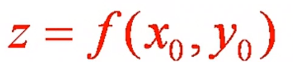 z = f(x₀, y₀)